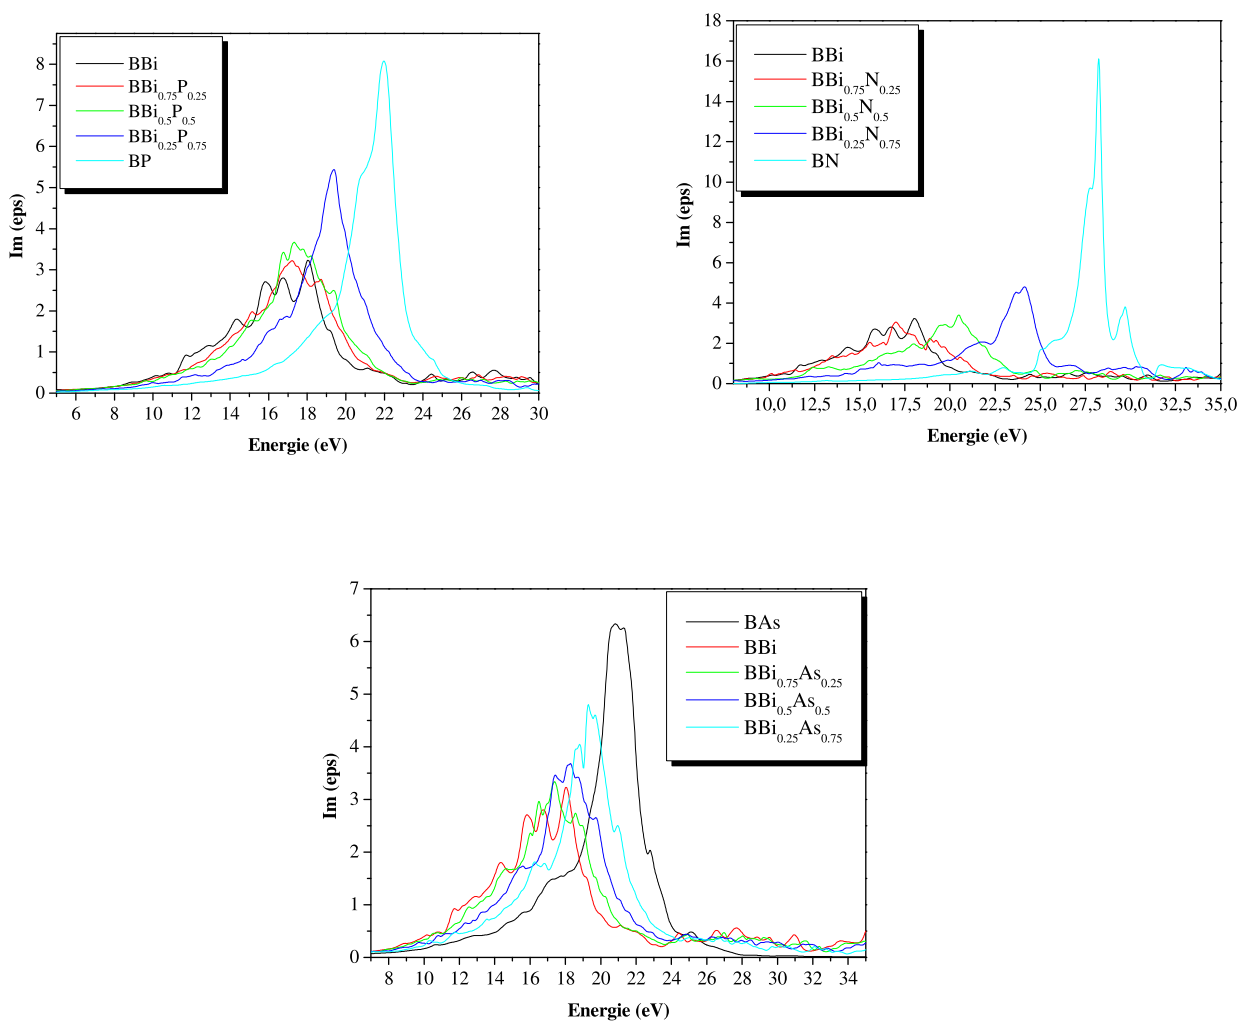 8
7
6
5
4
3
2
1
0
Im (eps)
BBi
BBi0.75P0.25
BBi0.5P0.5
BBi0.25P0.75
BP
6 8 10 12 14 16 18 20 22 24 26 28 30
Energie (eV)
18
16
14
12
10
8
6
4
2
0
Im (eps)
BBi
BBi0.75N0.25
BBi0.5N0.5
BBi0.25N0.75
BN
10,0 12,5 15,0 17,5 20,0 22,5 25,0 27,5 30,0 32,5 35,0
Energie (eV)
7
6
5
4
3
2
1
0
Im (eps)
BAs
BBi
BBi0.75As0.25
BBi0.5As0.5
BBi0.25As0.75
8 10 12 14 16 18 20 22 24 26 28 30 32 34
Energie (eV)